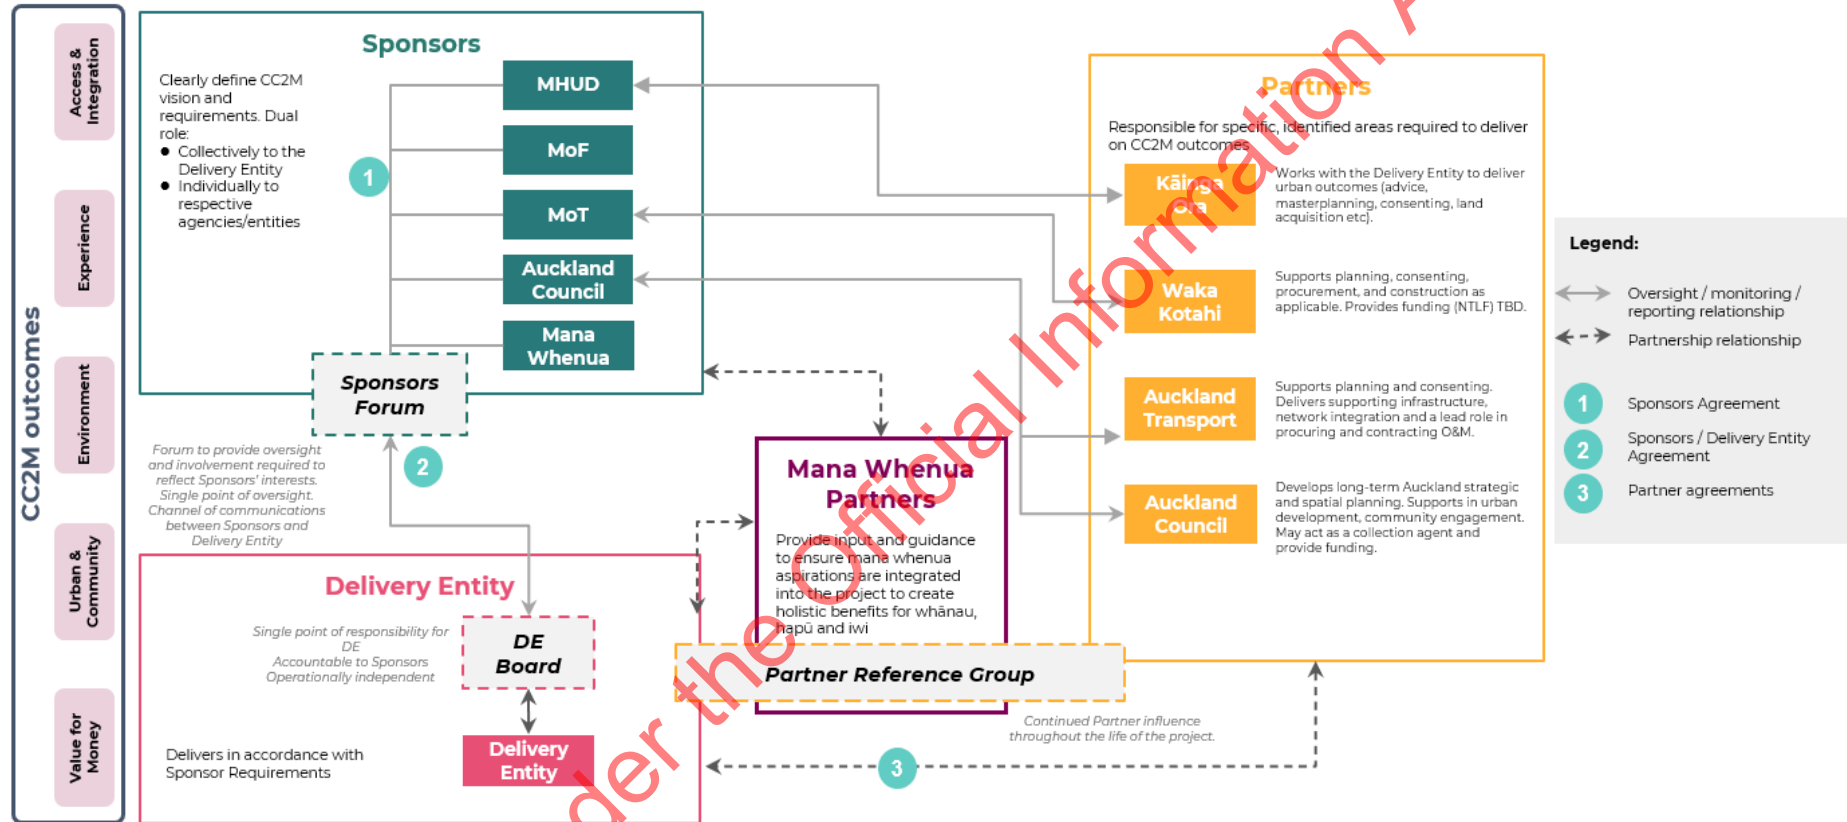 CC2M outcomes
Access &
Integration
Experience
Environment
Urban &
Community
Value for
Money
Sponsors
Clearly define CC2M
vision and
requirements. Dual
role:
● Collectively to the
Delivery Entity
● Individually to
respective
agencies/entities
1
MHUD
MoF
MoT
Auckland
Council
Mana
Whenua
Sponsors
Forum
Forum to provide oversight
and involvement required to
reflect Sponsors' interests.
Single point of oversight.
Channel of communications
between Sponsors and
Delivery Entity
2
Delivery Entity
Single point of responsibility for
DE
Accountable to Sponsors
Operationally independent
DE
Board
Delivers in accordance with
Sponsor Requirements
Delivery
Entity
Mana Whenua
Partners
Provide input and guidance
to ensure mana whenua
aspirations are integrated
into the project to create
holistic benefits for whānau,
hapū and iwi
Partner Reference Group
Continued Partner influence
throughout the life of the project.
3
Partners
Responsible for specific, identified areas required to deliver
on CC2M outcomes
Kāinga
Ora
Works with the Delivery Entity to deliver
urban outcomes (advice,
masterplanning, consenting, land
acquisition etc).
Waka
Kotahi
Supports planning, consenting,
procurement, and construction as
applicable. Provides funding (NTLF) TBD.
Auckland
Transport
Supports planning and consenting.
Delivers supporting infrastructure,
network integration and a lead role in
procuring and contracting O&M.
Auckland
Council
Develops long-term Auckland strategic
and spatial planning. Supports in urban
development, community engagement.
May act as a collection agent and
provide funding.
Legend:
Oversight / monitoring /
reporting relationship
Partnership relationship
1 Sponsors Agreement
2 Sponsors / Delivery Entity
Agreement
3 Partner agreements
der the Official Information A